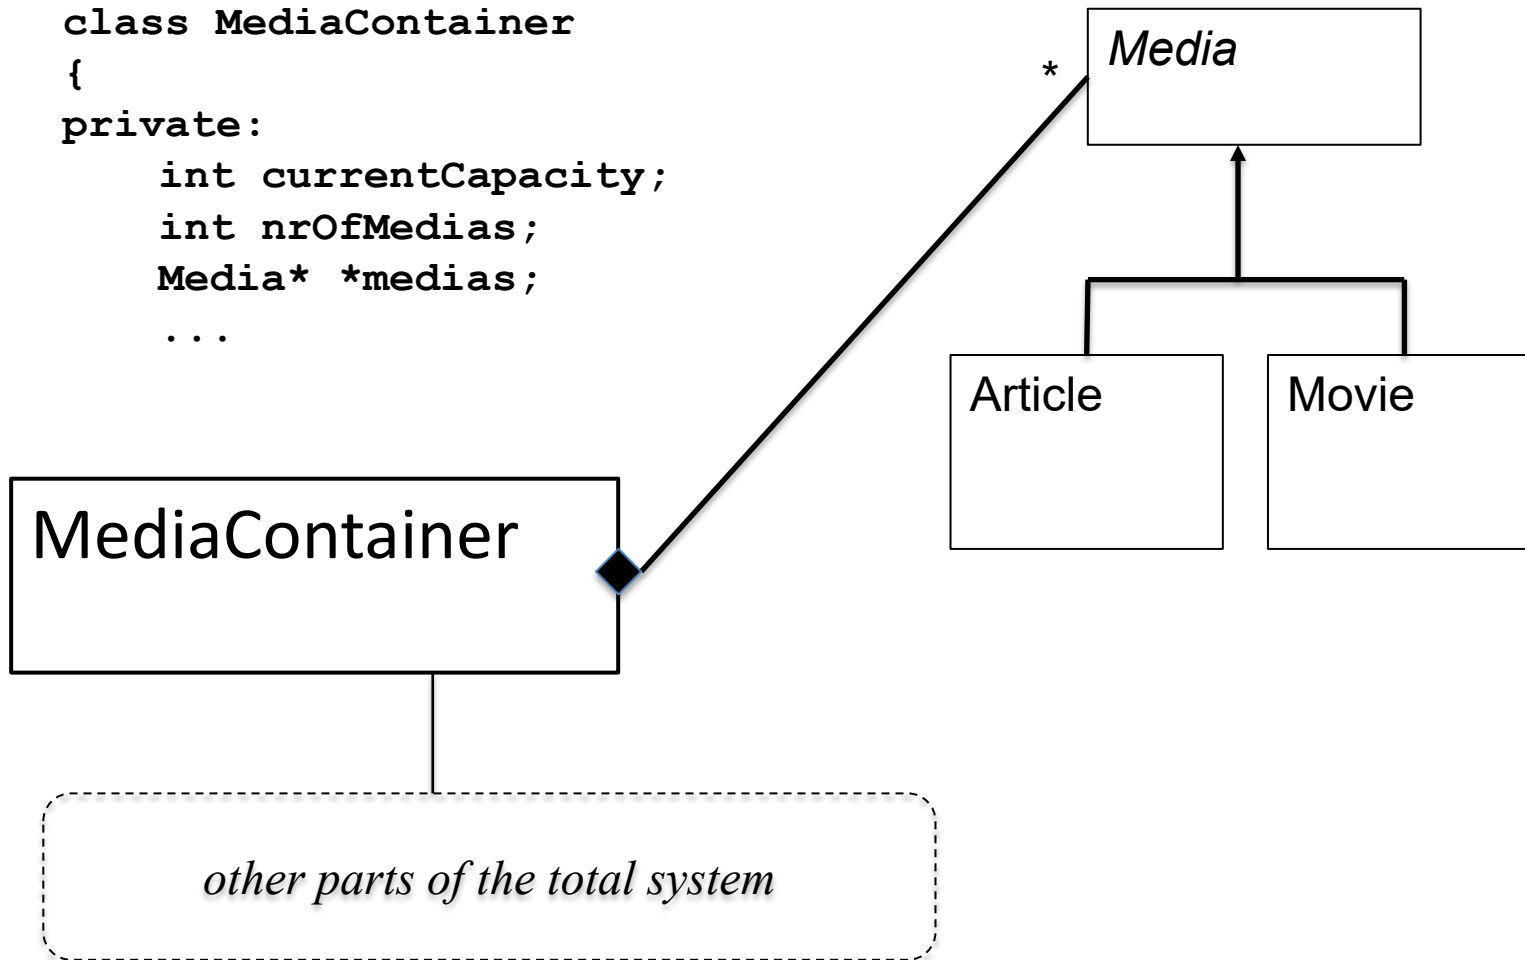 class MediaContainer
{
private:
int currentCapacity;
int nrOfMedias;
Media* *medias;
...
*
Media
Article
Movie
MediaContainer
other parts of the total system